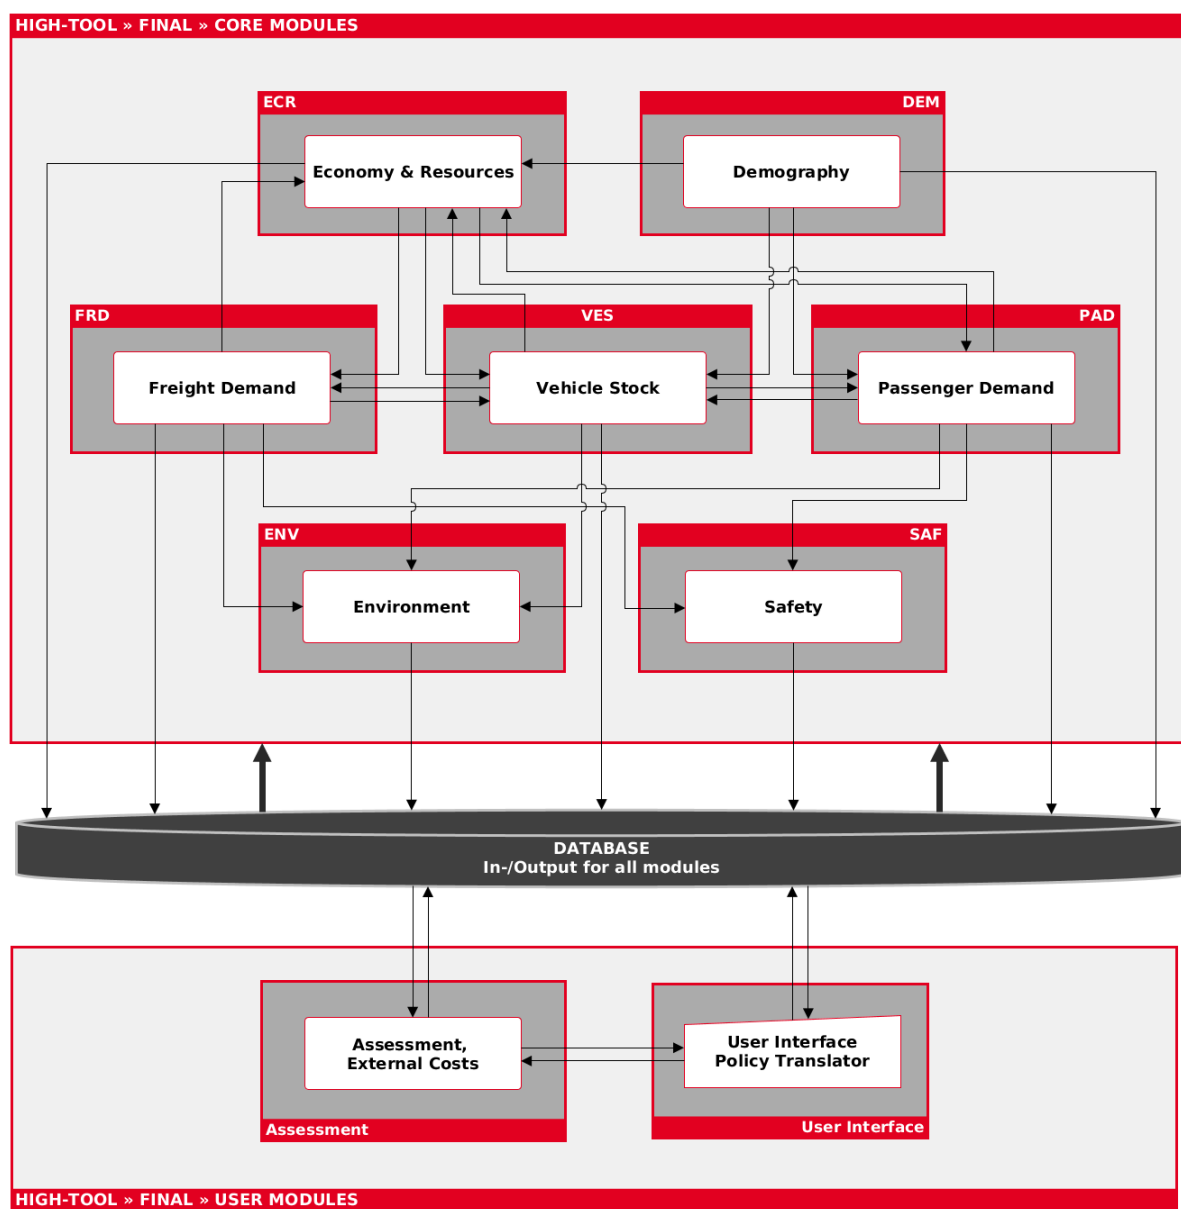 HIGH-TOOL » FINAL » CORE MODULES
ECR
DEM
Economy & Resources
Demography
FRD
VES
PAD
Freight Demand
Vehicle Stock
Passenger Demand
ENV
SAF
Environment
Safety
DATABASE
In-/Output for all modules
Assessment,
External Costs
User Interface
Policy Translator
Assessment
User Interface
HIGH-TOOL » FINAL » USER MODULES